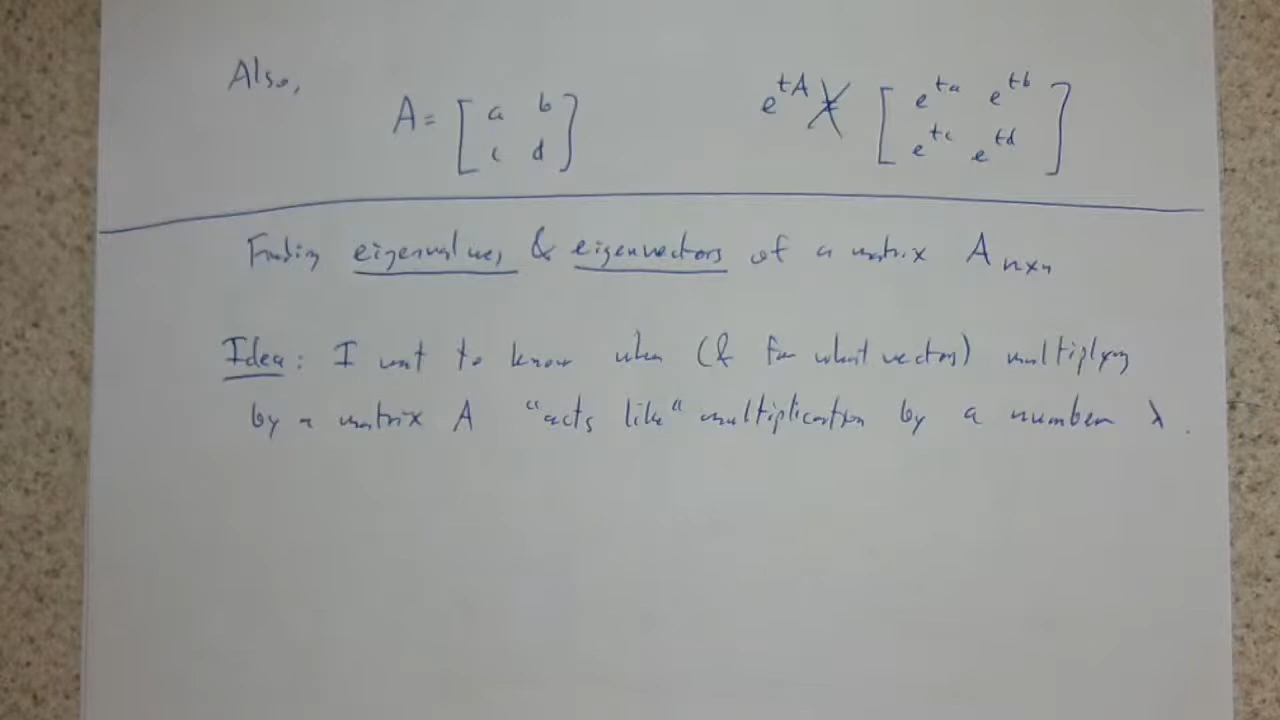 Also,
A = [ a b ; c d ] e^{tA} ≠ [ e^{ta} e^{tb} ; e^{tc} e^{td} ]
Finding eigenvalues & eigenvectors of a matrix A_{n×n}
Idea: I want to know when (& for what vectors) multiplying
by a matrix A "acts like" multiplication by a number λ.